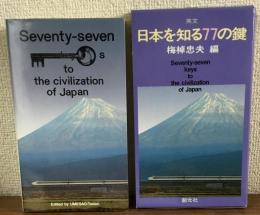 Seventy-seven
s
to
the civilization
of Japan
Edited by UMESAO Tadao
英文
日本を知る77の鍵
梅棹忠夫 編
Seventy-seven
keys
to
the civilization
of Japan
創元社